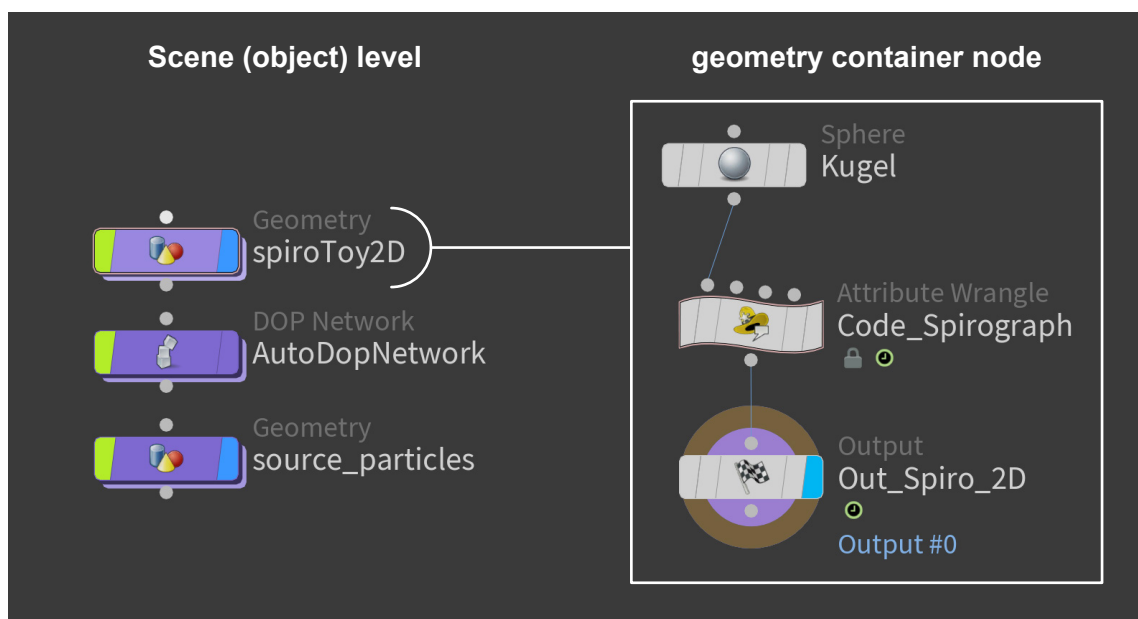 Scene (object) level
Geometry
spiroToy2D
DOP Network
AutoDopNetwork
Geometry
source_particles
geometry container node
Sphere
Kugel
Attribute Wrangle
Code_Spirograph
Output
Out_Spiro_2D
Output #0